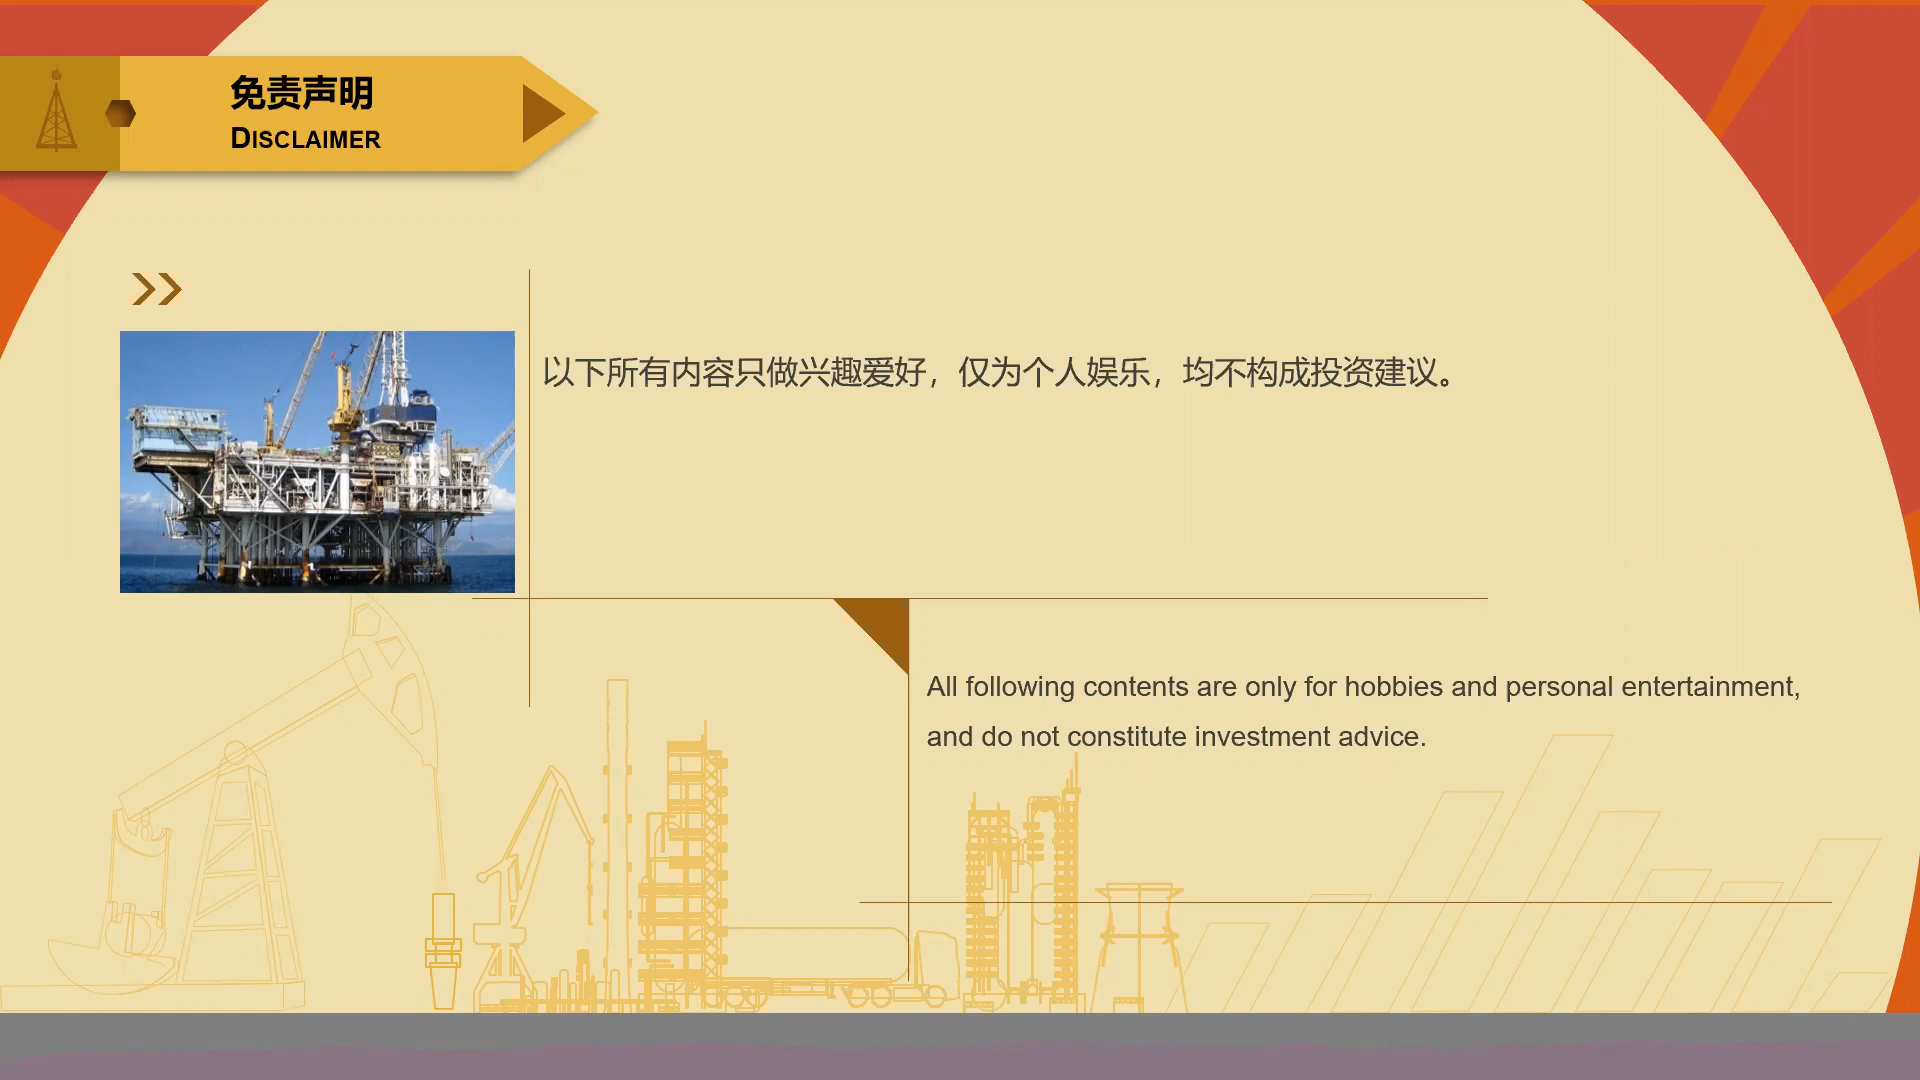 免责声明
DISCLAIMER
以下所有内容只做兴趣爱好，仅为个人娱乐，均不构成投资建议。
All following contents are only for hobbies and personal entertainment,
and do not constitute investment advice.